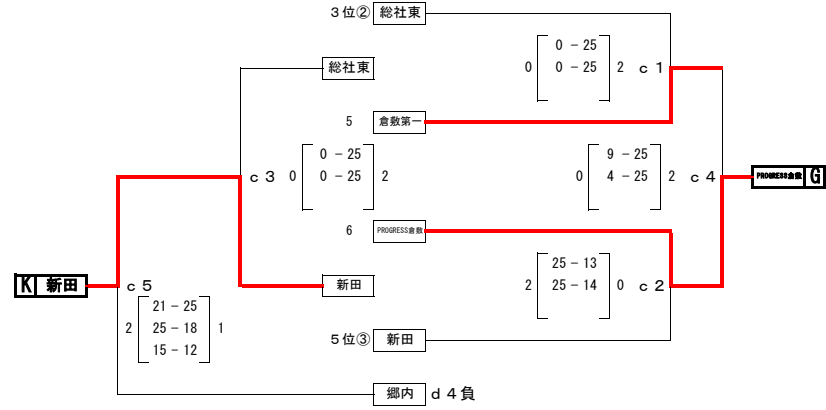 3位② 総社東
0 － 25
0 0 － 25 2 ｃ１
総社東
5 倉敷第一
0 － 25
ｃ３ 0 0 － 25 2
9 － 25
0 4 － 25 2 ｃ４
PROGRESS倉敷 G
6 PROGRESS倉敷
25 － 13
2 25 － 14 0 ｃ２
K 新田
ｃ５
新田
21 － 25
2 25 － 18 1
15 － 12
５位③ 新田
郷内 ｄ４負